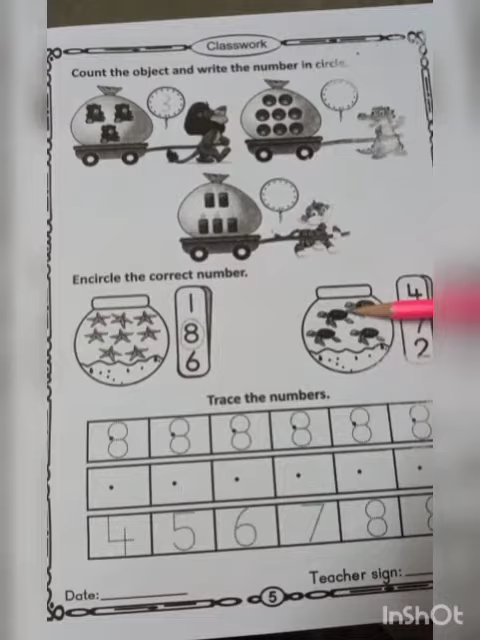 Classwork
Count the object and write the number in circle.
3
Encircle the correct number.
1
8
6
4
7
2
Trace the numbers.
8 8 8 8 8 8
4 5 6 7 8
Teacher sign:
Date:
5
InShOt